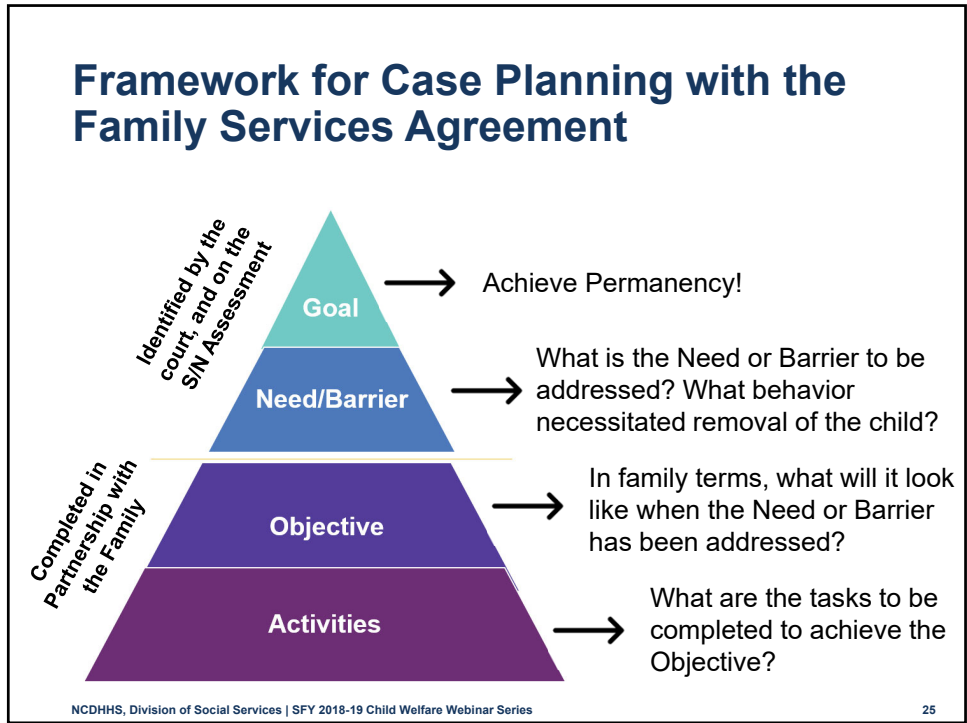 Framework for Case Planning with the
Family Services Agreement
Identified by the
court, and on the
S/N Assessment
Goal
Achieve Permanency!
Need/Barrier
What is the Need or Barrier to be
addressed? What behavior
necessitated removal of the child?
Completed in
Partnership with
the Family
Objective
In family terms, what will it look
like when the Need or Barrier
has been addressed?
Activities
What are the tasks to be
completed to achieve the
Objective?
NCDHHS, Division of Social Services | SFY 2018-19 Child Welfare Webinar Series
25